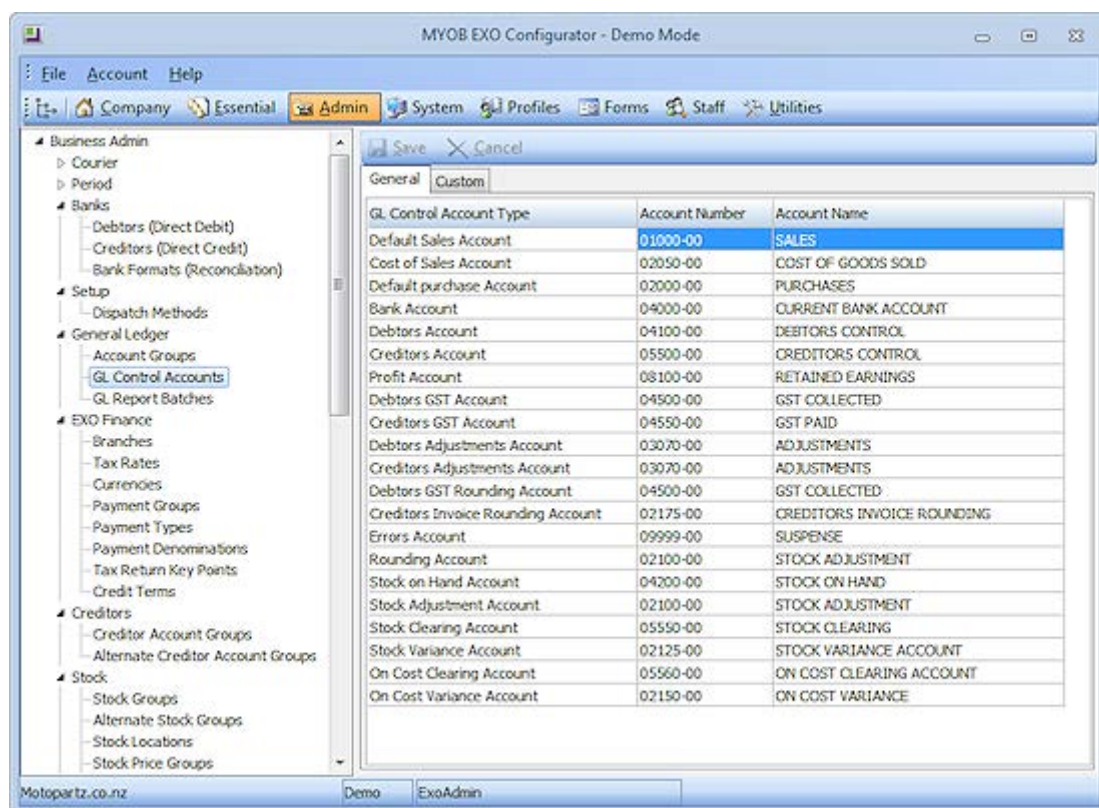 MYOB EXO Configurator - Demo Mode
File Account Help
Company Essential Admin System Profiles Forms Staff Utilities
Business Admin
Courier
Period
Banks
Debtors (Direct Debit)
Creditors (Direct Credit)
Bank Formats (Reconciliation)
Setup
Dispatch Methods
General Ledger
Account Groups
GL Control Accounts
GL Report Batches
EXO Finance
Branches
Tax Rates
Currencies
Payment Groups
Payment Types
Payment Denominations
Tax Return Key Points
Credit Terms
Creditors
Creditor Account Groups
Alternate Creditor Account Groups
Stock
Stock Groups
Alternate Stock Groups
Stock Locations
Stock Price Groups
Save Cancel
General Custom
GL Control Account Type Account Number Account Name
Default Sales Account 01000-00 SALES
Cost of Sales Account 02050-00 COST OF GOODS SOLD
Default purchase Account 02000-00 PURCHASES
Bank Account 04000-00 CURRENT BANK ACCOUNT
Debtors Account 04100-00 DEBTORS CONTROL
Creditors Account 05500-00 CREDITORS CONTROL
Profit Account 08100-00 RETAINED EARNINGS
Debtors GST Account 04500-00 GST COLLECTED
Creditors GST Account 04550-00 GST PAID
Debtors Adjustments Account 03070-00 ADJUSTMENTS
Creditors Adjustments Account 03070-00 ADJUSTMENTS
Debtors GST Rounding Account 04500-00 GST COLLECTED
Creditors Invoice Rounding Account 02175-00 CREDITORS INVOICE ROUNDING
Errors Account 09999-00 SUSPENSE
Rounding Account 02100-00 STOCK ADJUSTMENT
Stock on Hand Account 04200-00 STOCK ON HAND
Stock Adjustment Account 02100-00 STOCK ADJUSTMENT
Stock Clearing Account 05550-00 STOCK CLEARING
Stock Variance Account 02125-00 STOCK VARIANCE ACCOUNT
On Cost Clearing Account 05560-00 ON COST CLEARING ACCOUNT
On Cost Variance Account 02150-00 ON COST VARIANCE
Motopartz.co.nz Demo ExoAdmin